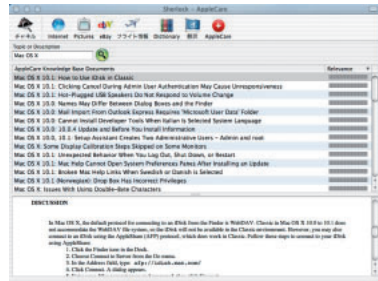 Sherlock – AppleCare
チャネル Internet Pictures eBay フライト情報 Dictionary 翻訳 AppleCare
Topic or Description
Mac OS X
AppleCare Knowledge Base Documents Relevance
Mac OS X 10.1: How to Use iDisk in Classic
Mac OS X 10.1: Clicking Cancel During Admin User Authentication May Cause Unresponsiveness
Mac OS X 10.1: Hot-Plugged USB Speakers Do Not Respond to Volume Change
Mac OS X 10.0: Names May Differ Between Dialog Boxes and the Finder
Mac OS X 10.0: Mail Import From Outlook Express Requires 'Microsoft User Data' Folder
Mac OS X 10.0: Cannot Install Developer Tools When Italian Is Selected System Language
Mac OS X 10.0: 10.0.4 Update and Before You Install Information
Mac OS X 10.0, 10.1: Setup Assistant Creates Two Administrative Users – Admin and root
Mac OS X: Some Display Calibration Steps Skipped on Some Monitors
Mac OS X 10.1: Unexpected Behavior When You Log Out, Shut Down, or Restart
Mac OS X 10.1: Mac Help Cannot Open System Preferences Panes After Installing an Update
Mac OS X 10.1: Broken Mac Help Links When Swedish or Danish Is Selected
Mac OS X 10.1 (Norwegian): Drop Box Has Incorrect Privileges
Mac OS X: Issues With Using Double-Byte Characters
DISCUSSION
In Mac OS X, the default protocol for connecting to an iDisk from the Finder is WebDAV. Classic in Mac OS X 10.0 to 10.1 does
not accommodate the WebDAV file system, so the iDisk will not be available in the Classic environment. However, you may also
connect to an iDisk using the AppleShare (AFP) protocol, which does work in Classic. Follow these steps to connect to your iDisk
using AppleShare:
1. Click the Finder icon in the Dock.
2. Choose Connect to Server from the Go menu.
3. In the Address field, type: afp://idisk.mac.com/
4. Click Connect. A dialog appears.